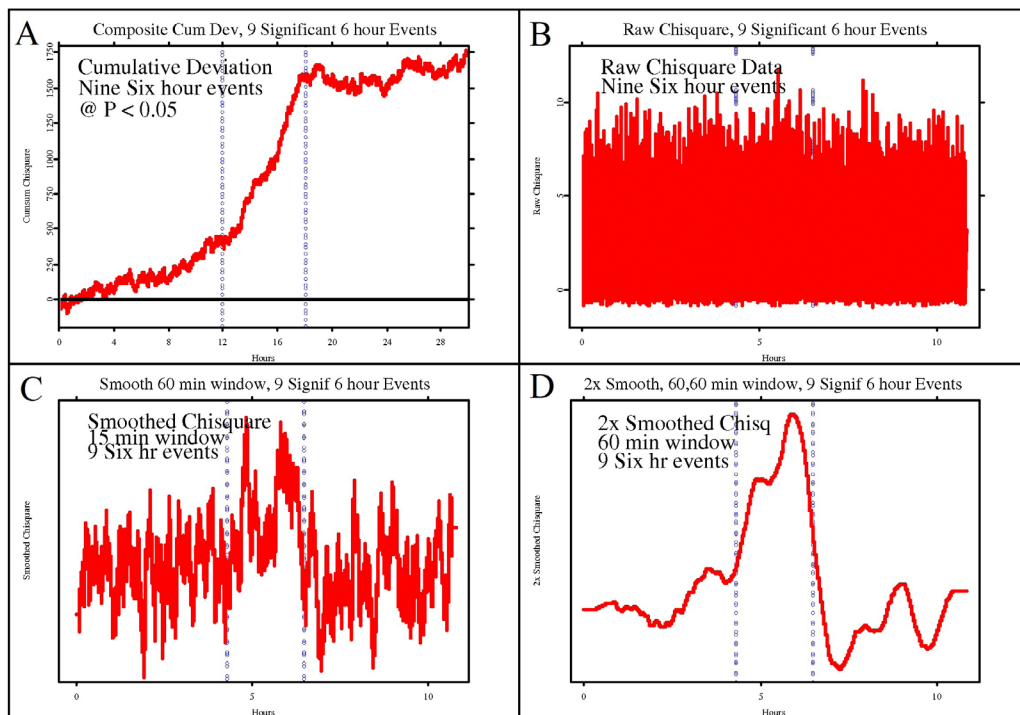 A
Composite Cum Dev, 9 Significant 6 hour Events
Cumulative Deviation
Nine Six hour events
@ P < 0.05
Cumsum Chisquare
0
250
500
750
1000
1250
1500
1750
0
4
8
12
16
20
24
28
Hours
B
Raw Chisquare, 9 Significant 6 hour Events
Raw Chisquare Data
Nine Six hour events
Raw Chisquare
0
5
10
0
5
10
Hours
C
Smooth 60 min window, 9 Signif 6 hour Events
Smoothed Chisquare
15 min window
9 Six hr events
Smoothed Chisquare
0
5
10
Hours
D
2x Smooth, 60,60 min window, 9 Signif 6 hour Events
2x Smoothed Chisq
60 min window
9 Six hr events
2x Smoothed Chisquare
0
5
10
Hours